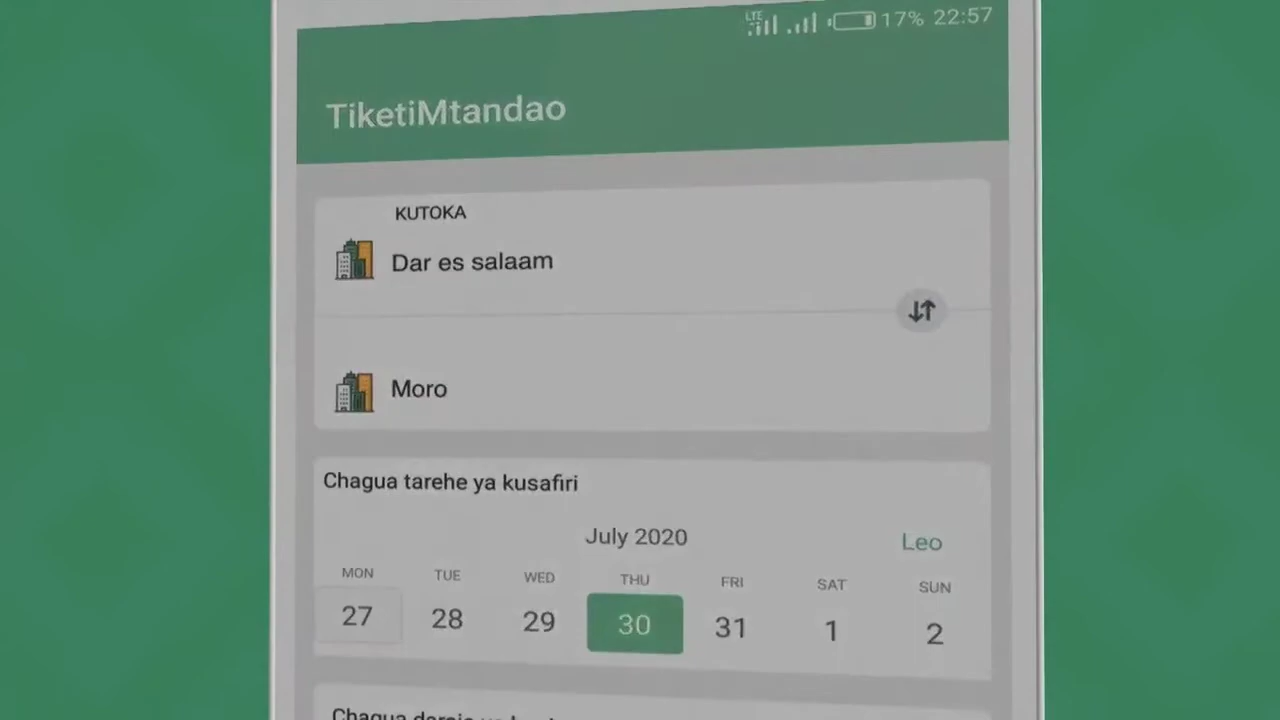 LTE 17% 22:57
TiketiMtandao
KUTOKA
Dar es salaam
Moro
Chagua tarehe ya kusafiri
July 2020
Leo
MON TUE WED THU FRI SAT SUN
27 28 29 30 31 1 2
Chagua